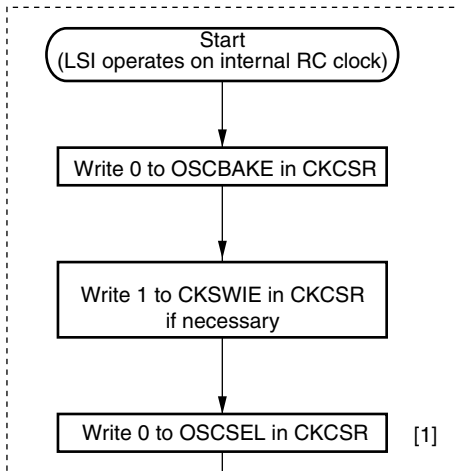 Start
(LSI operates on internal RC clock)
Write 0 to OSCBAKE in CKCSR
Write 1 to CKSWIE in CKCSR
if necessary
Write 0 to OSCSEL in CKCSR [1]